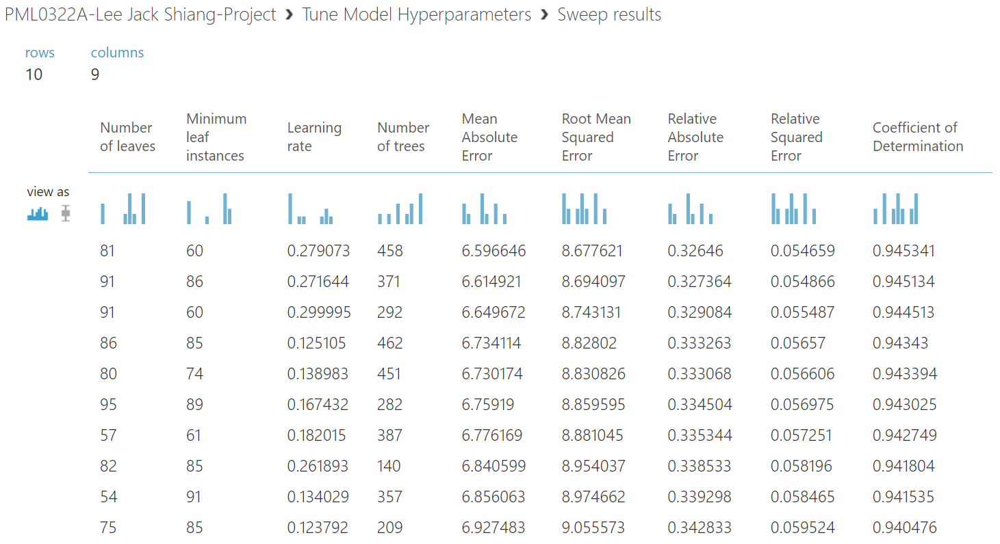 PML0322A-Lee Jack Shiang-Project › Tune Model Hyperparameters › Sweep results
rows columns
10 9
Number of leaves Minimum leaf instances Learning rate Number of trees Mean Absolute Error Root Mean Squared Error Relative Absolute Error Relative Squared Error Coefficient of Determination
view as
81 60 0.279073 458 6.596646 8.677621 0.32646 0.054659 0.945341
91 86 0.271644 371 6.614921 8.694097 0.327364 0.054866 0.945134
91 60 0.299995 292 6.649672 8.743131 0.329084 0.055487 0.944513
86 85 0.125105 462 6.734114 8.82802 0.333263 0.05657 0.94343
80 74 0.138983 451 6.730174 8.830826 0.333068 0.056606 0.943394
95 89 0.167432 282 6.75919 8.859595 0.334504 0.056975 0.943025
57 61 0.182015 387 6.776169 8.881045 0.335344 0.057251 0.942749
82 85 0.261893 140 6.840599 8.954037 0.338533 0.058196 0.941804
54 91 0.134029 357 6.856063 8.974662 0.339298 0.058465 0.941535
75 85 0.123792 209 6.927483 9.055573 0.342833 0.059524 0.940476